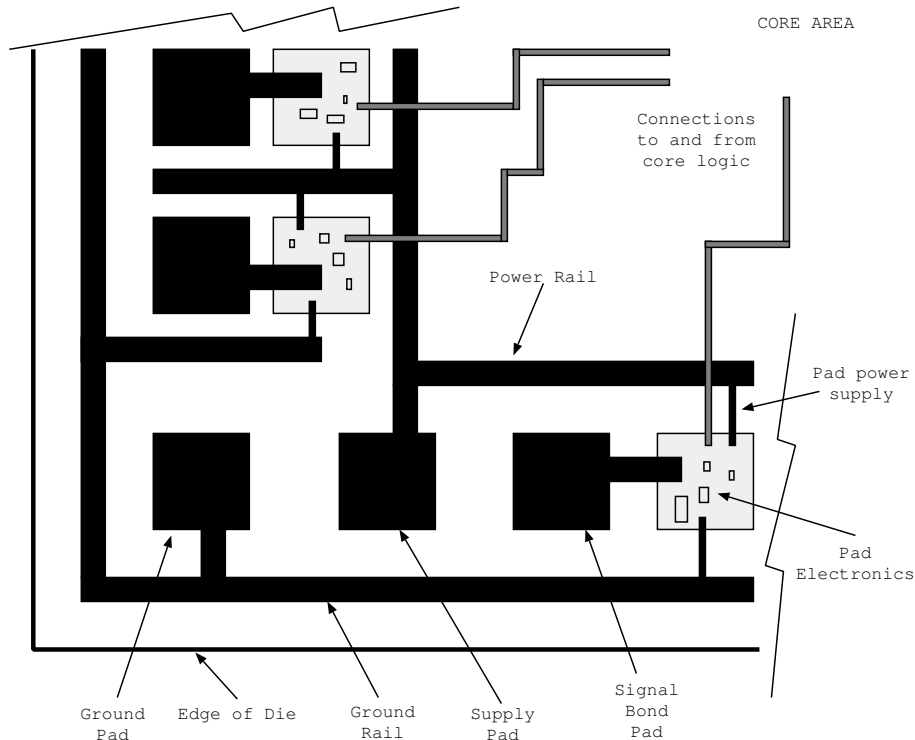 CORE AREA
Connections
to and from
core logic
Power Rail
Pad power
supply
Pad
Electronics
Ground
Pad
Edge of Die
Ground
Rail
Supply
Pad
Signal
Bond
Pad